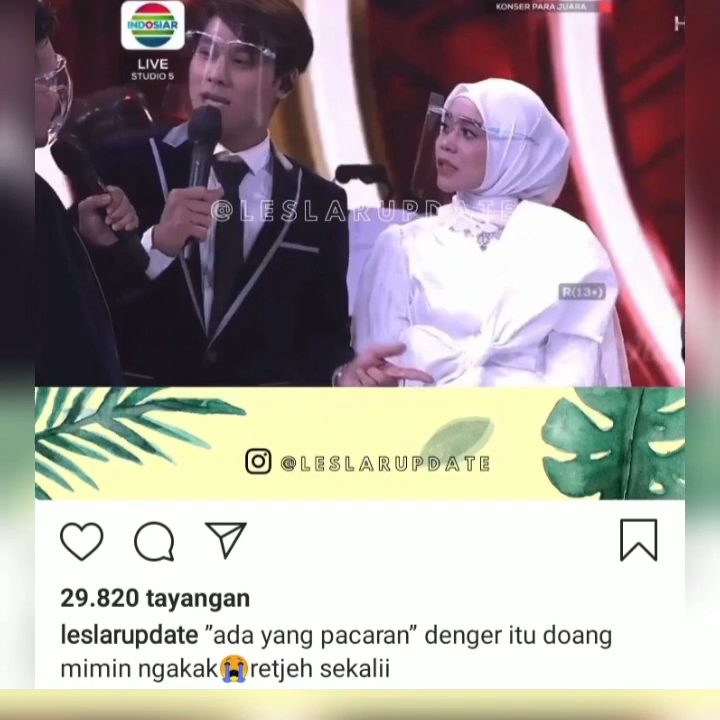 INDOSIAR
LIVE
STUDIO 5
KONSER PARA JUARA
H
@LESLARUPDATE
R(13+)
@LESLARUPDATE
29.820 tayangan
leslarupdate ”ada yang pacaran” denger itu doang
mimin ngakak😭retjeh sekalii